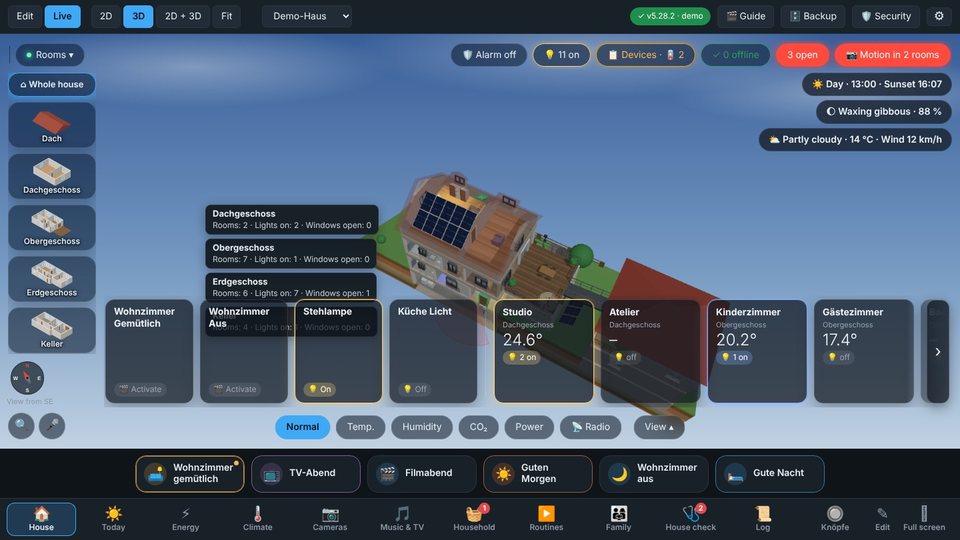 Edit Live 2D 3D 2D + 3D Fit Demo-Haus ✓ v5.28.2 · demo Guide Backup Security
Rooms ▾ Alarm off 11 on Devices · 2 ✓ 0 offline 3 open Motion in 2 rooms
Whole house
Day · 13:00 · Sunset 16:07
Waxing gibbous · 88 %
Partly cloudy · 14 °C · Wind 12 km/h
Dach
Dachgeschoss
Obergeschoss
Erdgeschoss
Keller
Dachgeschoss
Rooms: 2 · Lights on: 2 · Windows open: 0
Obergeschoss
Rooms: 7 · Lights on: 1 · Windows open: 0
Erdgeschoss
Rooms: 6 · Lights on: 7 · Windows open: 1
Rooms: 4 · Lights on: 1 · Windows open: 0
Wohnzimmer Gemütlich
Activate
Wohnzimmer Aus
Activate
Stehlampe
On
Küche Licht
Off
Studio
Dachgeschoss
24.6°
2 on
Atelier
Dachgeschoss
–
off
Kinderzimmer
Obergeschoss
20.2°
1 on
Gästezimmer
Obergeschoss
17.4°
off
N
W E
S
View from SE
Normal Temp. Humidity CO₂ Power Radio View ▴
Wohnzimmer gemütlich
TV-Abend
Filmabend
Guten Morgen
Wohnzimmer aus
Gute Nacht
1 2
House Today Energy Climate Cameras Music & TV Household Routines Family House check Log Knöpfe Edit Full screen